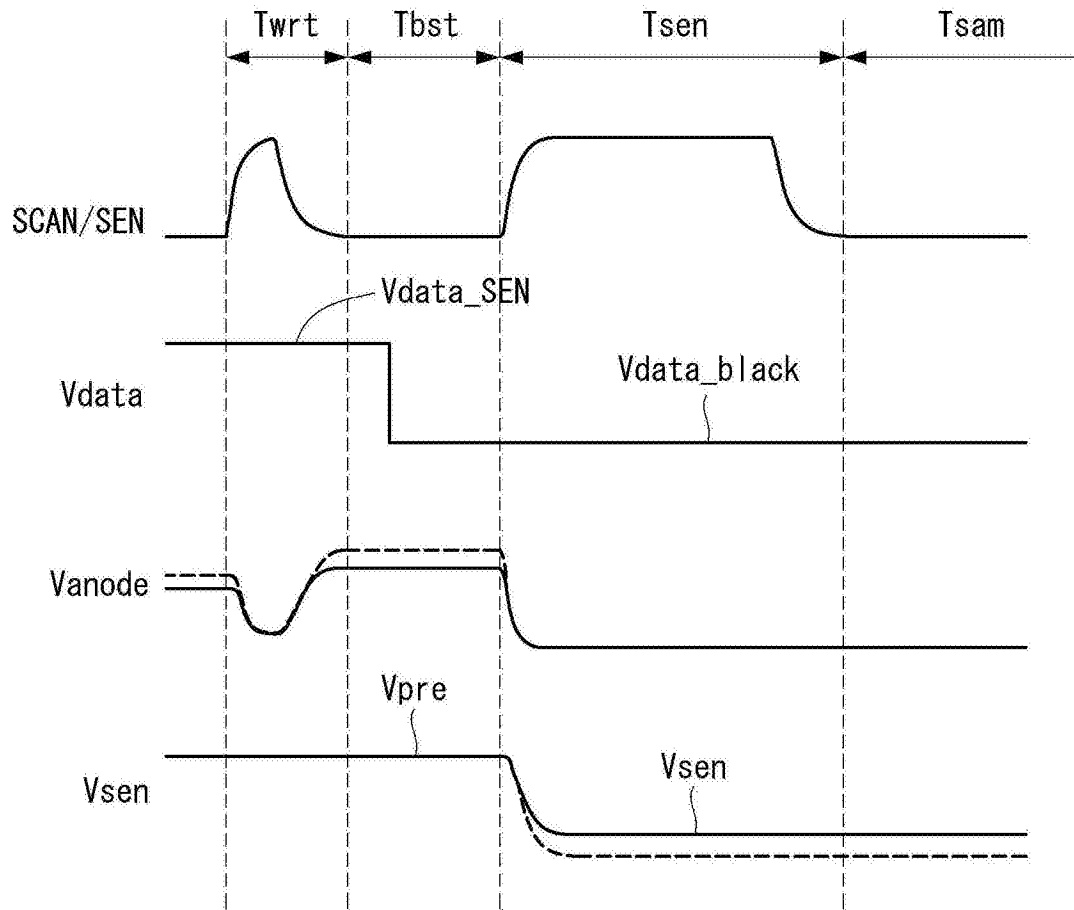 Twrt Tbst Tsen Tsam
SCAN/SEN
Vdata_SEN
Vdata_black
Vdata
Vanode
Vpre
Vsen
Vsen